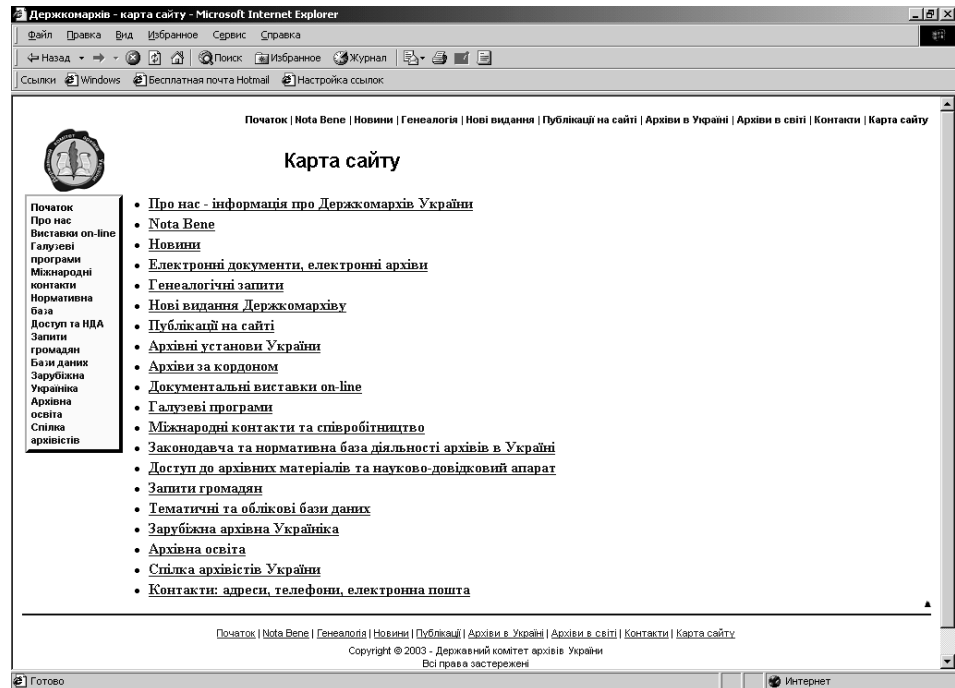 Держкомархів - карта сайту - Microsoft Internet Explorer
Файл Правка Вид Избранное Сервис Справка
Назад Поиск Избранное Журнал
Ссылки Windows Бесплатная почта Hotmail Настройка ссылок
Початок | Nota Bene | Новини | Генеалогія | Нові видання | Публікації на сайті | Архіви в Україні | Архіви в світі | Контакти | Карта сайту
Карта сайту
Початок
Про нас
Виставки on-line
Галузеві
програми
Міжнародні
контакти
Нормативна
база
Доступ та НДА
Запити
громадян
Бази даних
Зарубіжна
Україніка
Архівна
освіта
Спілка
архівістів
• Про нас - інформація про Держкомархів України
• Nota Bene
• Новини
• Електронні документи, електронні архіви
• Генеалогічні запити
• Нові видання Держкомархіву
• Публікації на сайті
• Архівні установи України
• Архіви за кордоном
• Документальні виставки on-line
• Галузеві програми
• Міжнародні контакти та співробітництво
• Законодавча та нормативна база діяльності архівів в Україні
• Доступ до архівних матеріалів та науково-довідковий апарат
• Запити громадян
• Тематичні та облікові бази даних
• Зарубіжна архівна Україніка
• Архівна освіта
• Спілка архівістів України
• Контакти: адреси, телефони, електронна пошта
Початок | Nota Bene | Генеалогія | Новини | Публікації | Архіви в Україні | Архіви в світі | Контакти | Карта сайту
Copyright © 2003 - Державний комітет архівів України
Всі права застережені
Готово Интернет